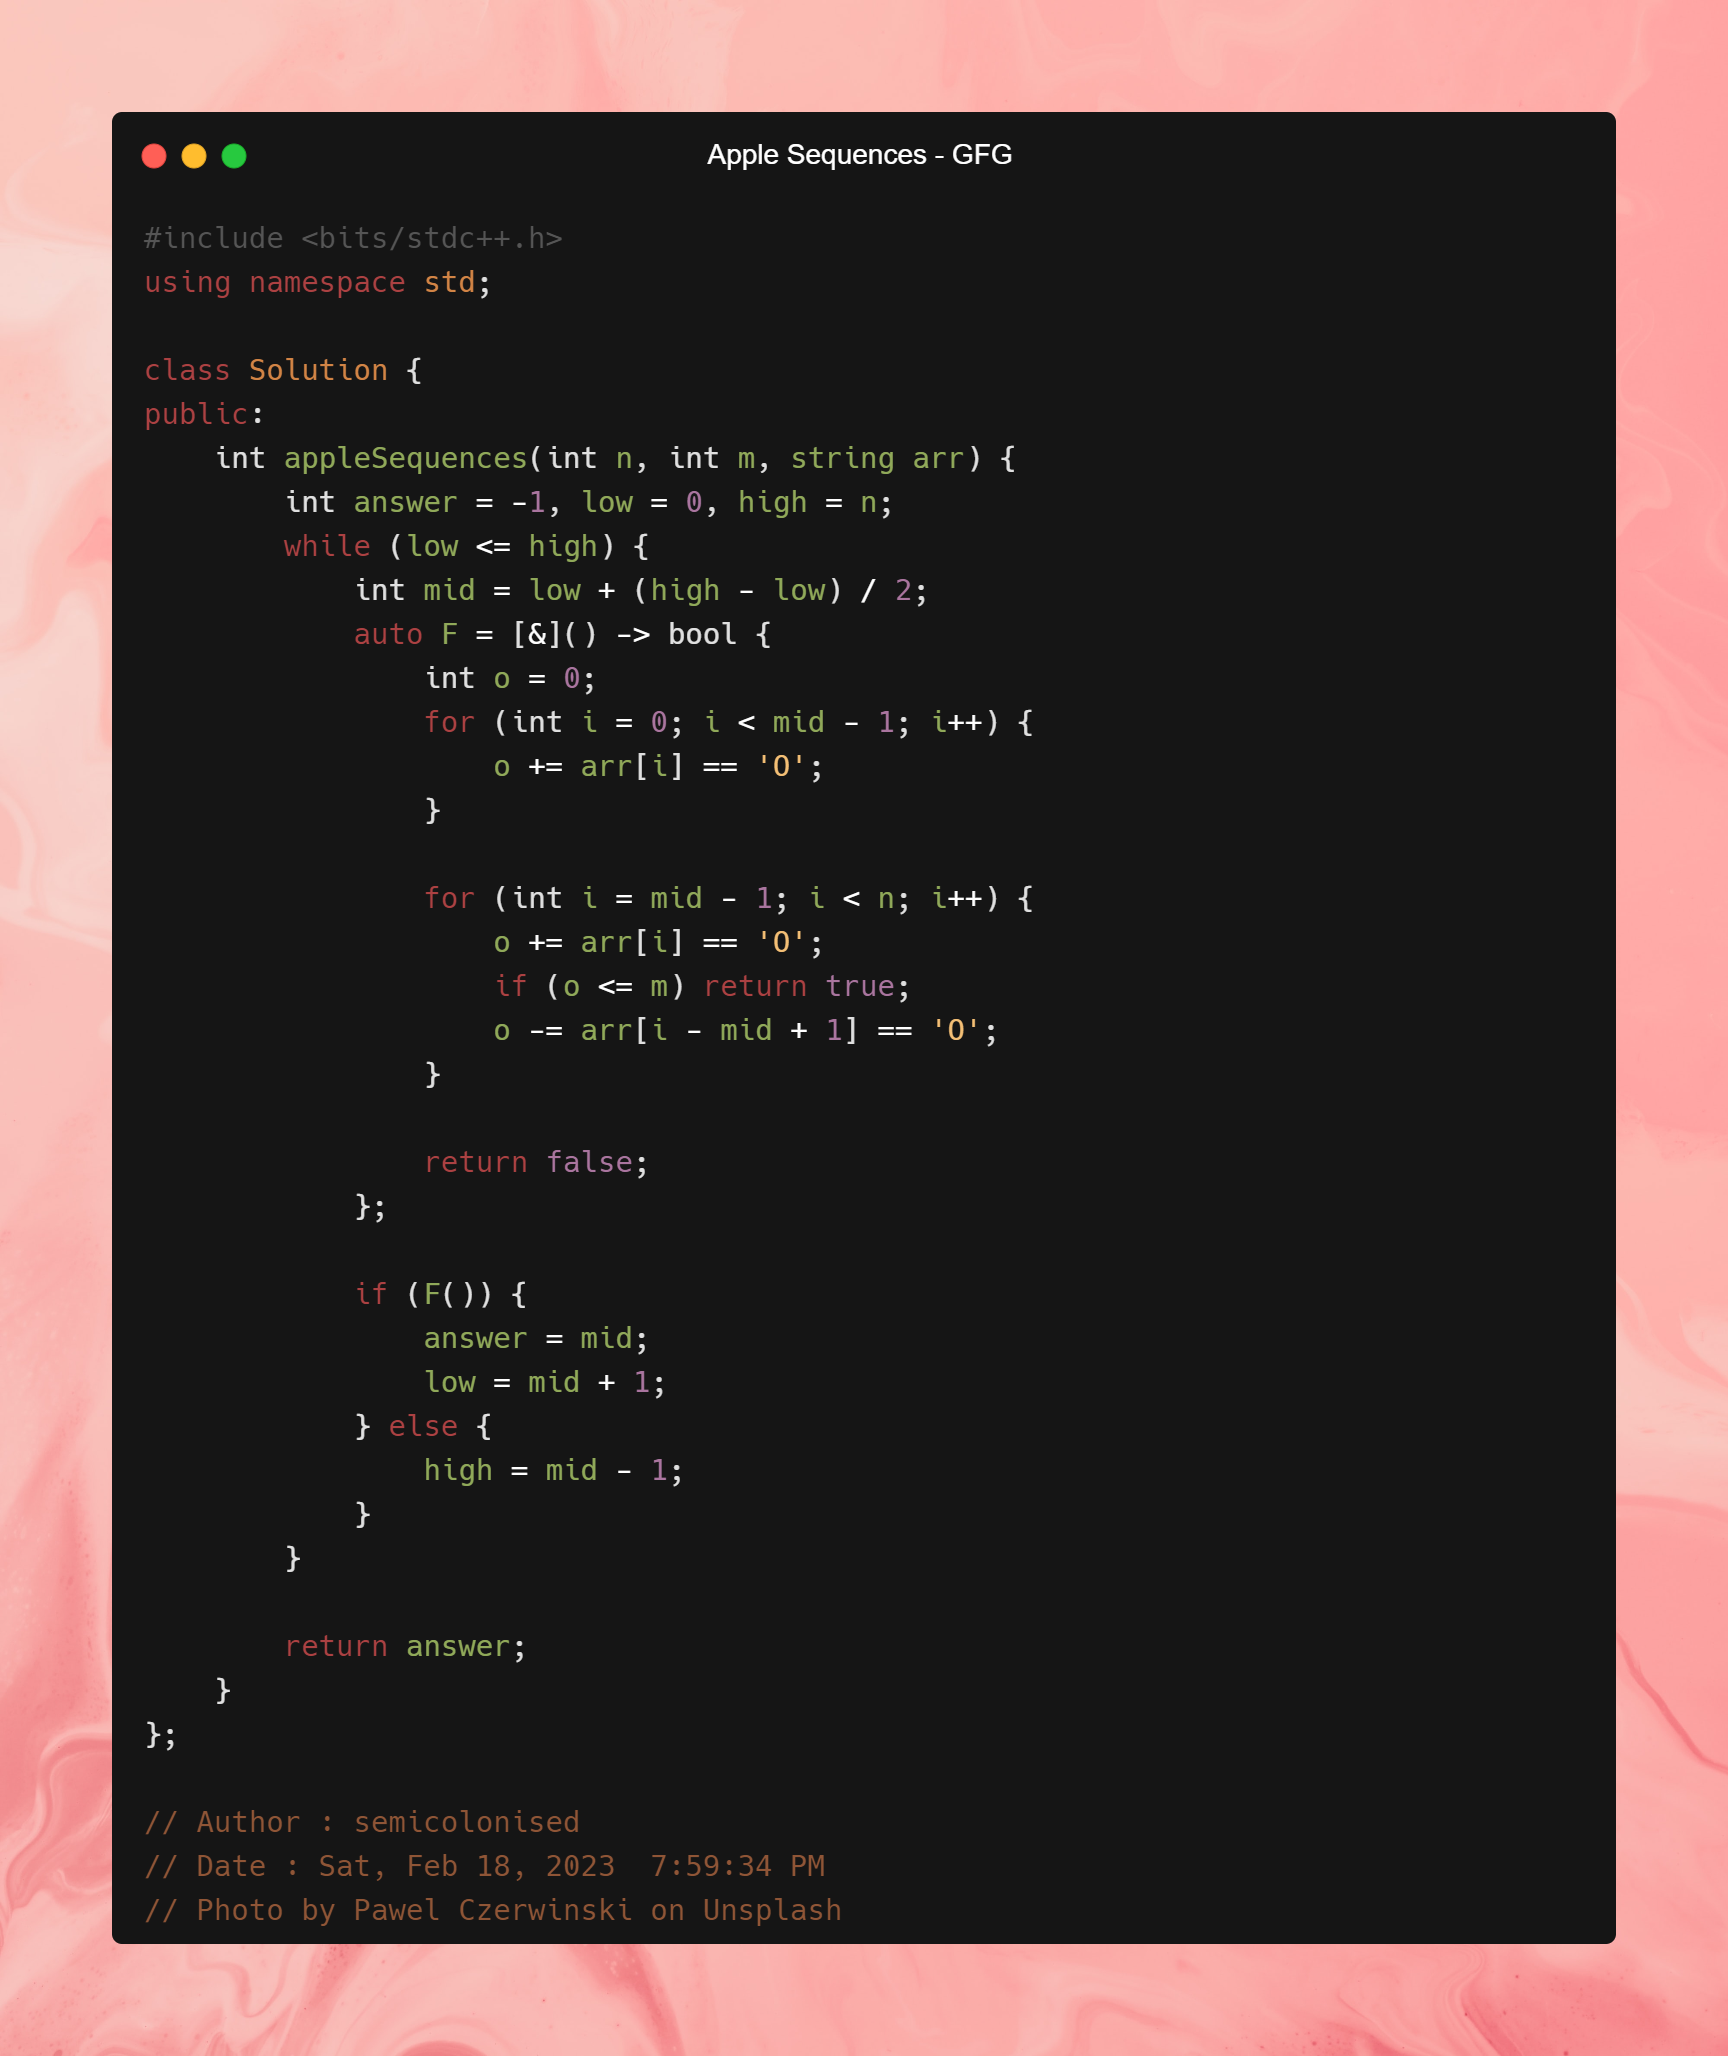 Apple Sequences - GFG
#include <bits/stdc++.h>
using namespace std;
class Solution {
public:
    int appleSequences(int n, int m, string arr) {
        int answer = -1, low = 0, high = n;
        while (low <= high) {
            int mid = low + (high - low) / 2;
            auto F = [&]() -> bool {
                int o = 0;
                for (int i = 0; i < mid - 1; i++) {
                    o += arr[i] == 'O';
                }
                for (int i = mid - 1; i < n; i++) {
                    o += arr[i] == 'O';
                    if (o <= m) return true;
                    o -= arr[i - mid + 1] == 'O';
                }
                return false;
            };
            if (F()) {
                answer = mid;
                low = mid + 1;
            } else {
                high = mid - 1;
            }
        }
        return answer;
    }
};
// Author : semicolonised
// Date : Sat, Feb 18, 2023  7:59:34 PM
// Photo by Pawel Czerwinski on Unsplash